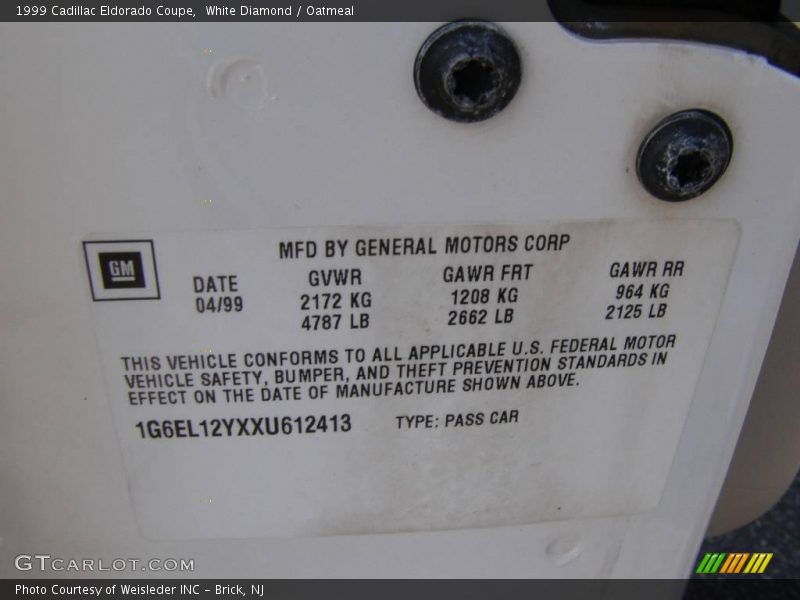 1999 Cadillac Eldorado Coupe,  White Diamond / Oatmeal
MFD BY GENERAL MOTORS CORP
GM
DATE GVWR GAWR FRT GAWR RR
04/99 2172 KG 1208 KG 964 KG
4787 LB 2662 LB 2125 LB
THIS VEHICLE CONFORMS TO ALL APPLICABLE U.S. FEDERAL MOTOR
VEHICLE SAFETY, BUMPER, AND THEFT PREVENTION STANDARDS IN
EFFECT ON THE DATE OF MANUFACTURE SHOWN ABOVE.
1G6EL12YXXU612413 TYPE: PASS CAR
GTCARLOT.COM
Photo Courtesy of Weisleder INC – Brick, NJ